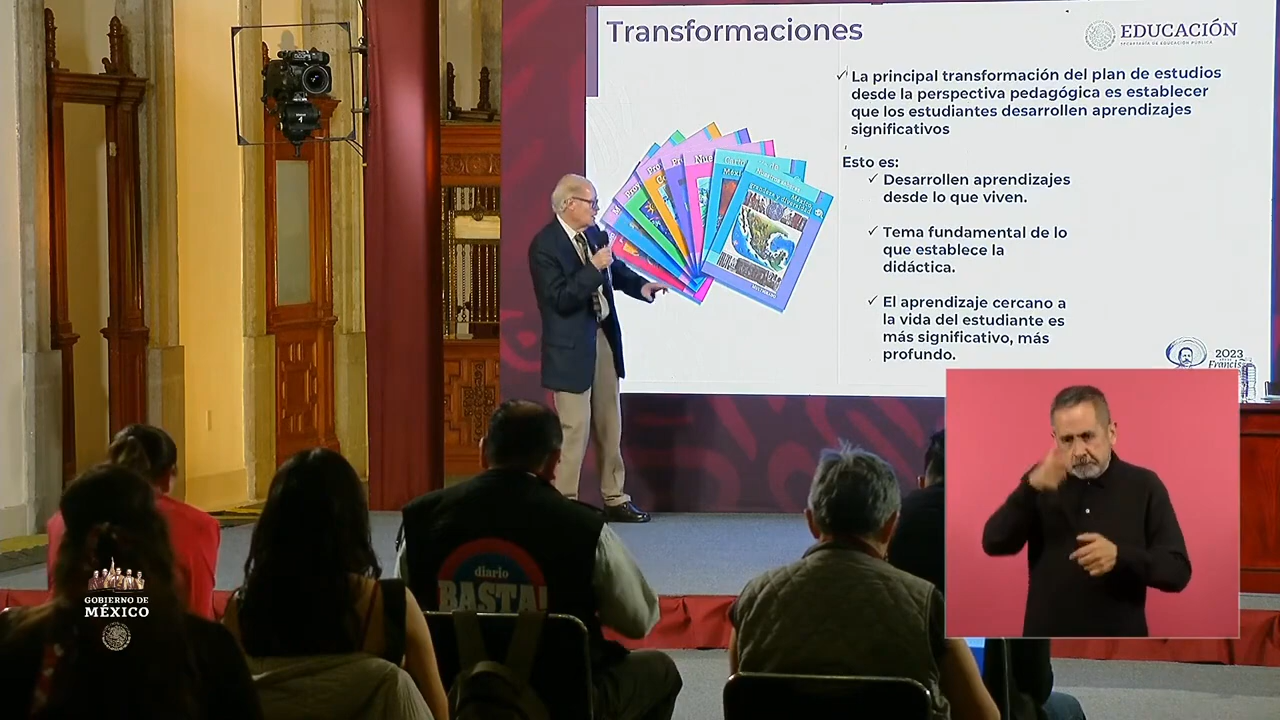 Transformaciones
EDUCACIÓN
SECRETARÍA DE EDUCACIÓN PÚBLICA
La principal transformación del plan de estudios
desde la perspectiva pedagógica es establecer
que los estudiantes desarrollen aprendizajes
significativos
Esto es:
Desarrollen aprendizajes
desde lo que viven.
Tema fundamental de lo
que establece la
didáctica.
El aprendizaje cercano a
la vida del estudiante es
más significativo, más
profundo.
2023
diario
BASTA!
GOBIERNO DE
MÉXICO